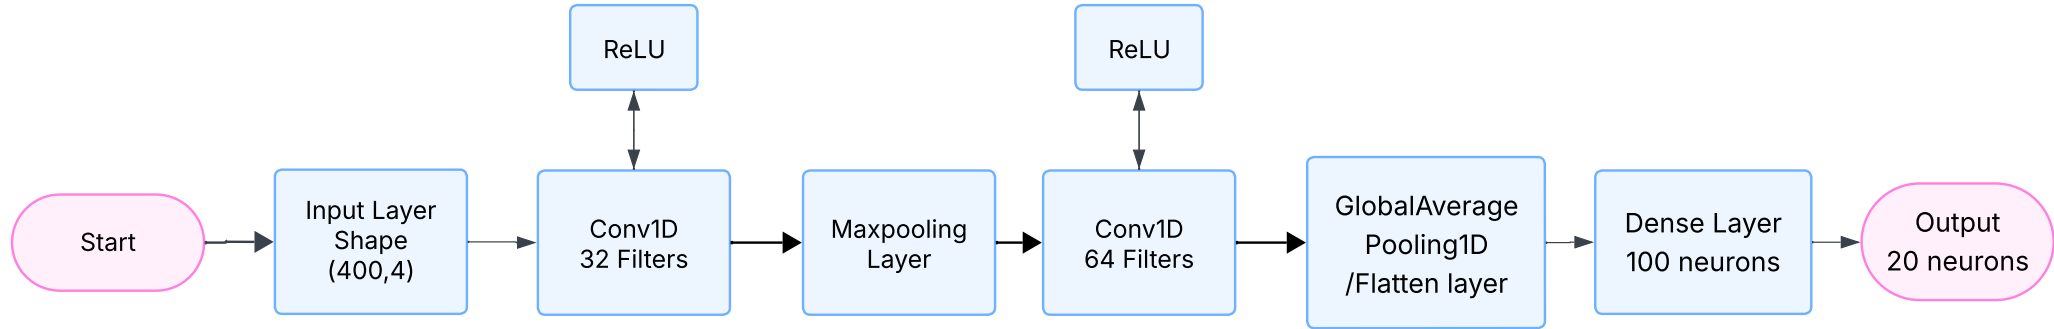 ReLU
ReLU
Start
Input Layer
Shape
(400,4)
Conv1D
32 Filters
Maxpooling
Layer
Conv1D
64 Filters
GlobalAverage
Pooling1D
/Flatten layer
Dense Layer
100 neurons
Output
20 neurons